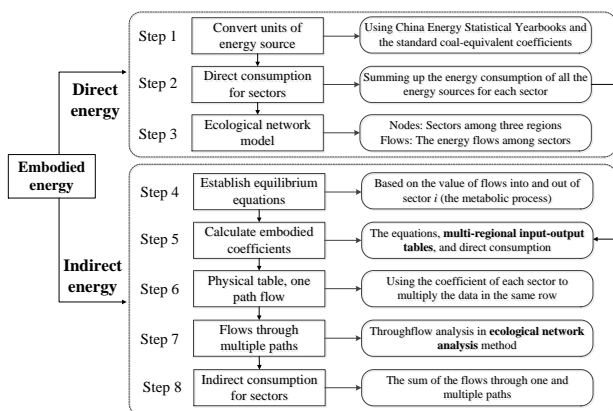 Embodied
energy
Direct
energy
Indirect
energy
Step 1
Convert units of
energy source
Using China Energy Statistical Yearbooks and
the standard coal-equivalent coefficients
Step 2
Direct consumption
for sectors
Summing up the energy consumption of all the
energy sources for each sector
Step 3
Ecological network
model
Nodes: Sectors among three regions
Flows: The energy flows among sectors
Step 4
Establish equilibrium
equations
Based on the value of flows into and out of
sector i (the metabolic process)
Step 5
Calculate embodied
coefficients
The equations, multi-regional input-output
tables, and direct consumption
Step 6
Physical table, one
path flow
Using the coefficient of each sector to
multiply the data in the same row
Step 7
Flows through
multiple paths
Throughflow analysis in ecological network
analysis method
Step 8
Indirect consumption
for sectors
The sum of the flows through one and
multiple paths